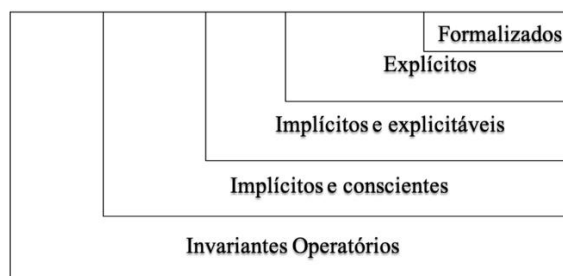 Formalizados
Explícitos
Implícitos e explicitáveis
Implícitos e conscientes
Invariantes Operatórios